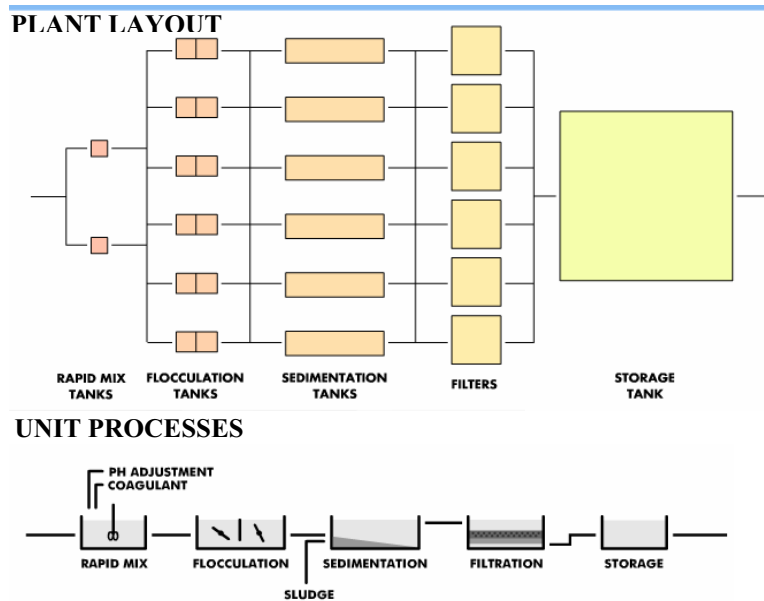 PLANT LAYOUT
RAPID MIX
TANKS
FLOCCULATION
TANKS
SEDIMENTATION
TANKS
FILTERS
STORAGE
TANK
UNIT PROCESSES
PH ADJUSTMENT
COAGULANT
RAPID MIX
FLOCCULATION
SEDIMENTATION
FILTRATION
STORAGE
SLUDGE